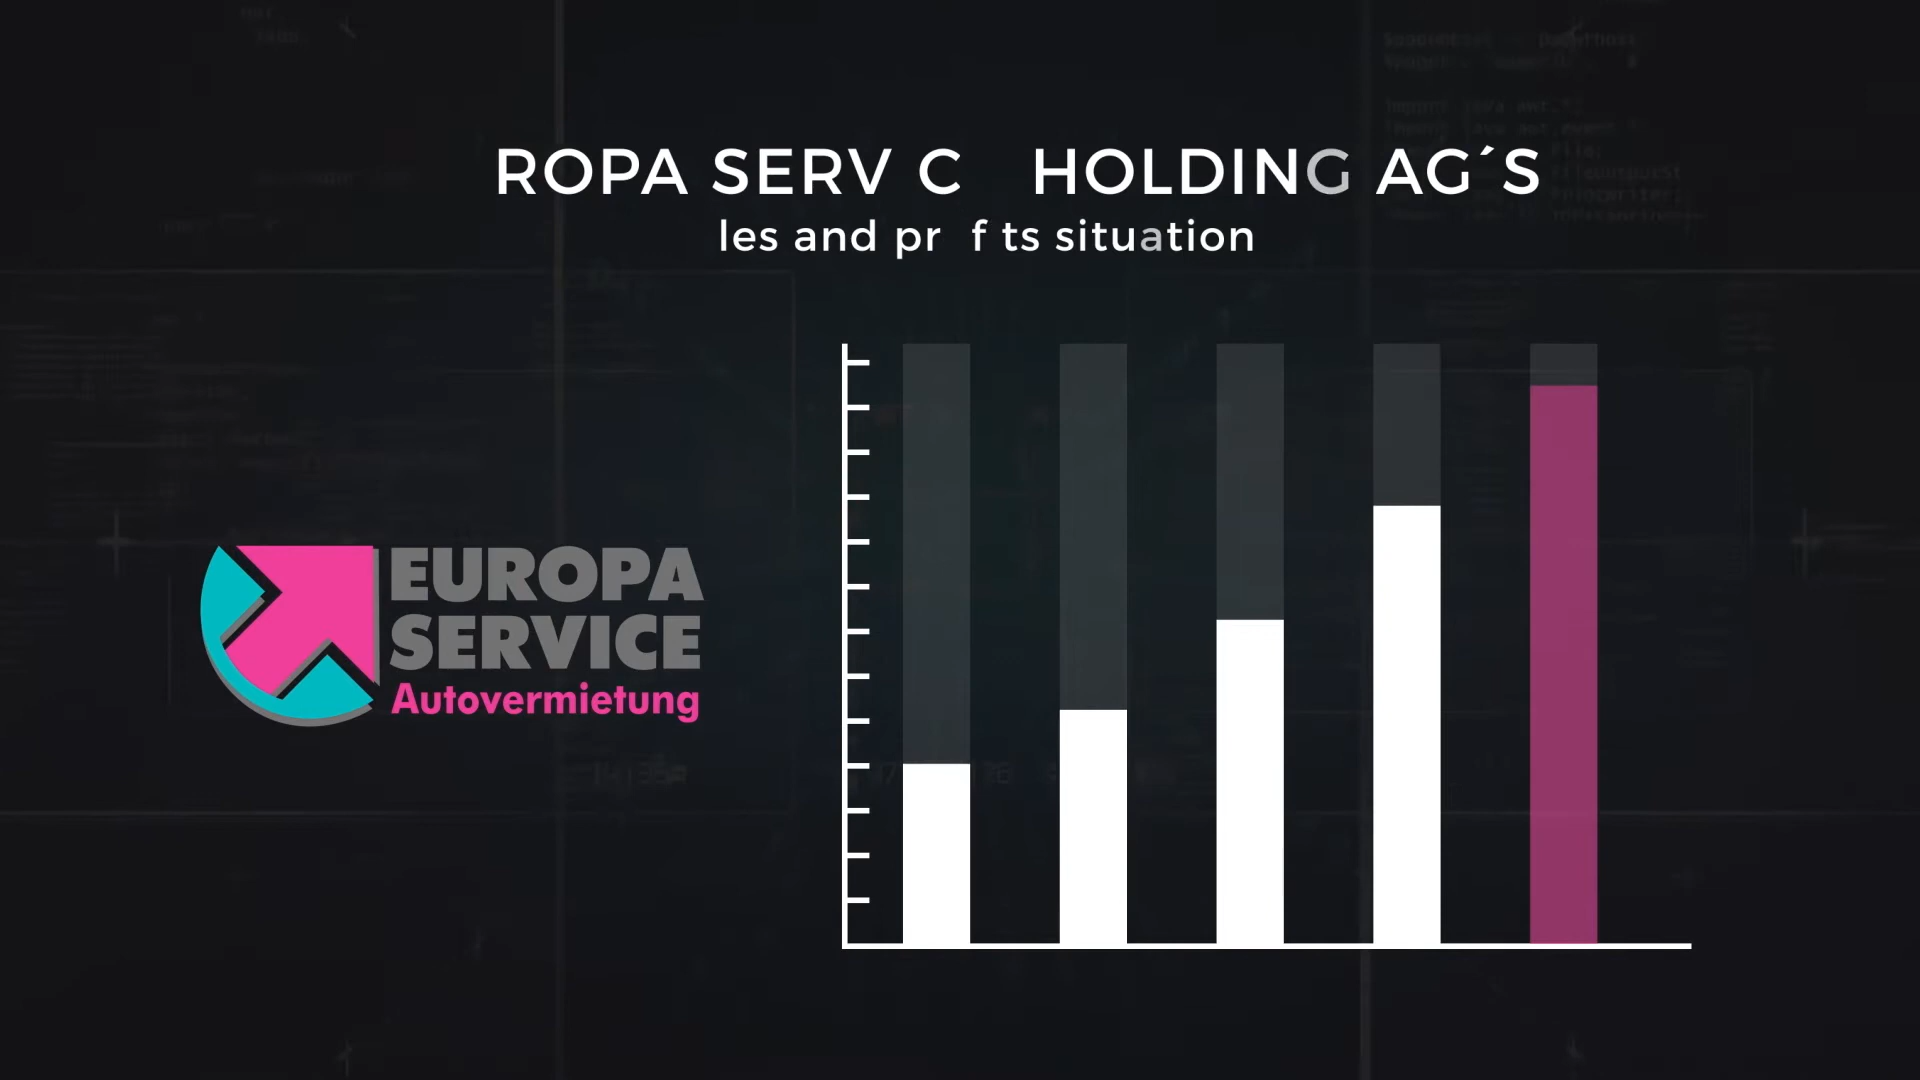 ROPA SERV C HOLDING AG´S
les and pr f ts situation
EUROPA
SERVICE
Autovermietung